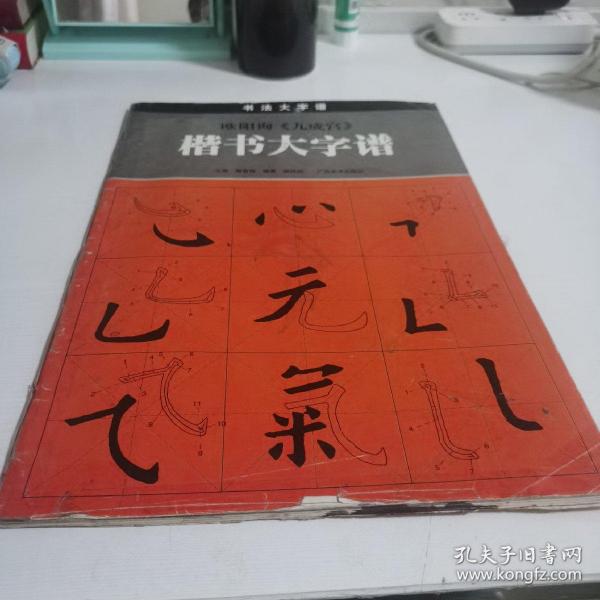 书法大字谱
欧阳询《九成宫》
楷书大字谱
心
元
氣
孔夫子旧书网
www.kongfz.com